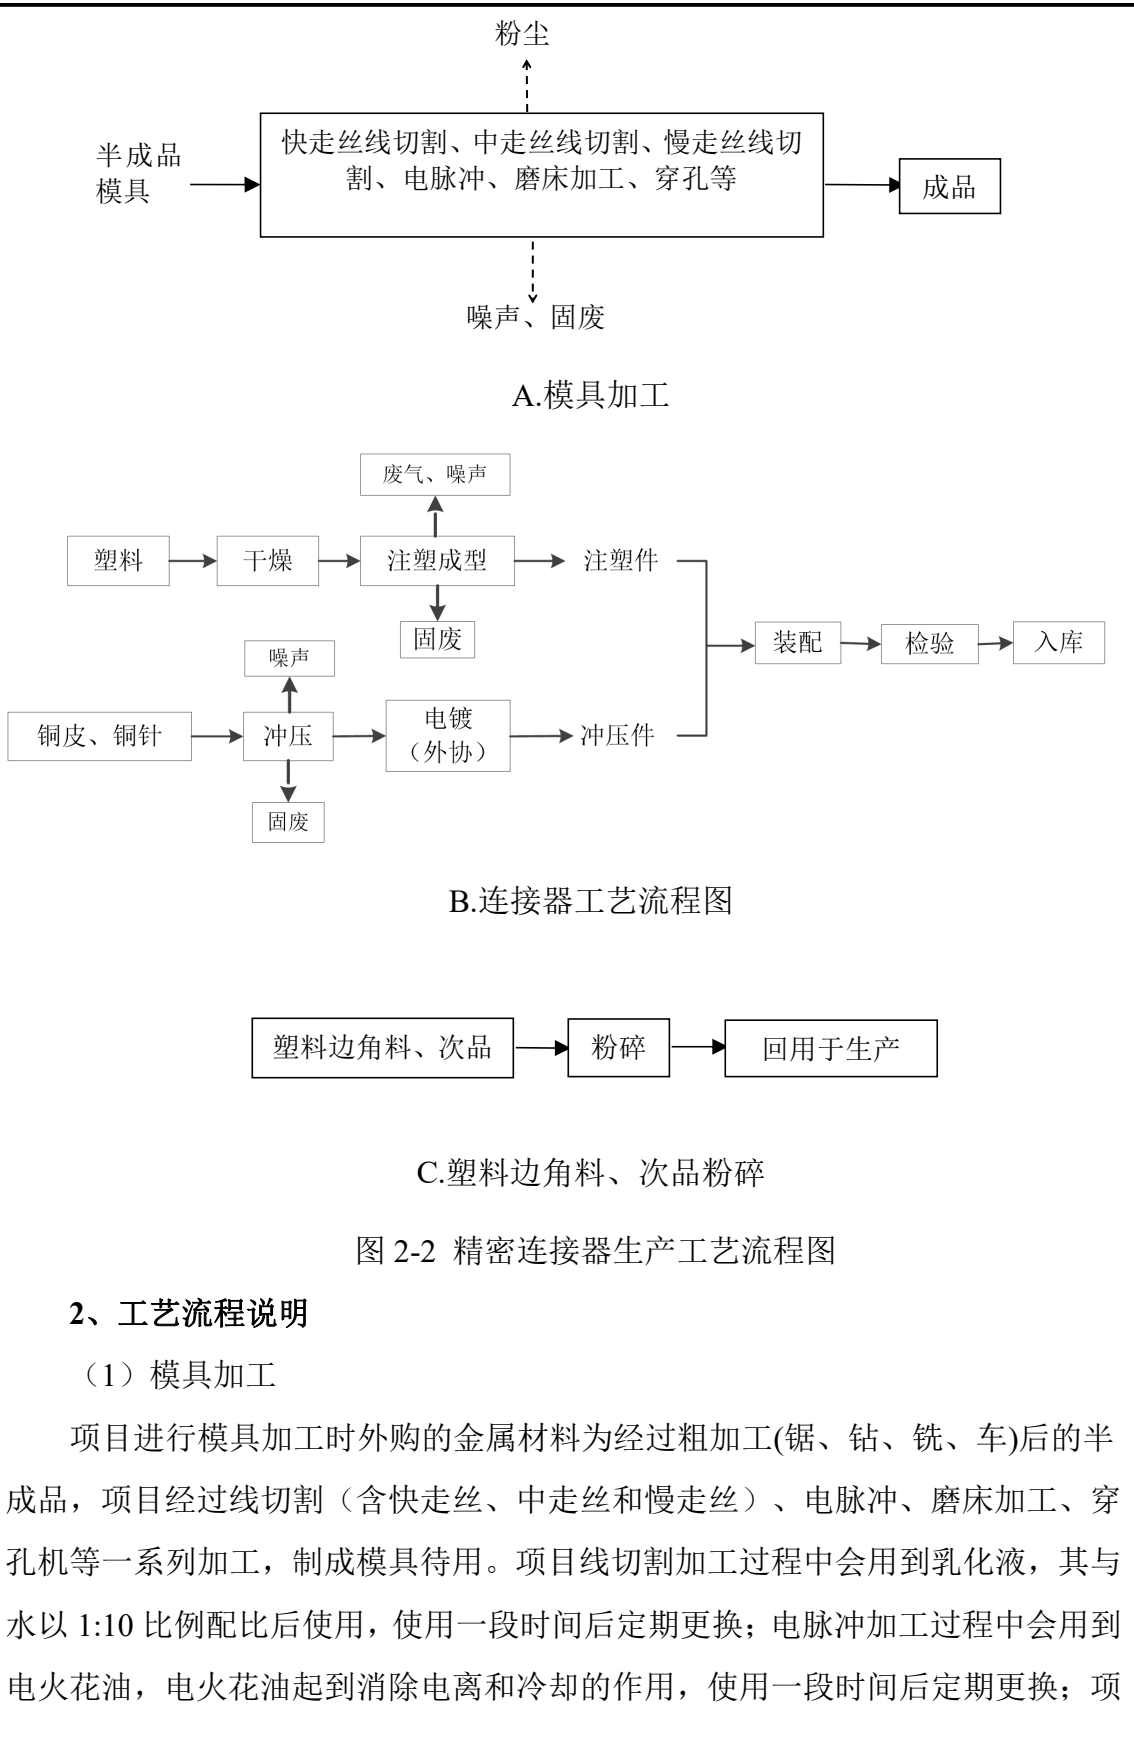 粉尘
半成品
模具
快走丝线切割、中走丝线切割、慢走丝线切
割、电脉冲、磨床加工、穿孔等
成品
噪声、固废
A.模具加工
废气、噪声
塑料
干燥
注塑成型
注塑件
固废
噪声
装配
检验
入库
铜皮、铜针
冲压
电镀
（外协）
冲压件
固废
B.连接器工艺流程图
塑料边角料、次品
粉碎
回用于生产
C.塑料边角料、次品粉碎
图 2-2 精密连接器生产工艺流程图
2、工艺流程说明
（1）模具加工
项目进行模具加工时外购的金属材料为经过粗加工(锯、钻、铣、车)后的半
成品，项目经过线切割（含快走丝、中走丝和慢走丝）、电脉冲、磨床加工、穿
孔机等一系列加工，制成模具待用。项目线切割加工过程中会用到乳化液，其与
水以 1:10 比例配比后使用，使用一段时间后定期更换；电脉冲加工过程中会用到
电火花油，电火花油起到消除电离和冷却的作用，使用一段时间后定期更换；项